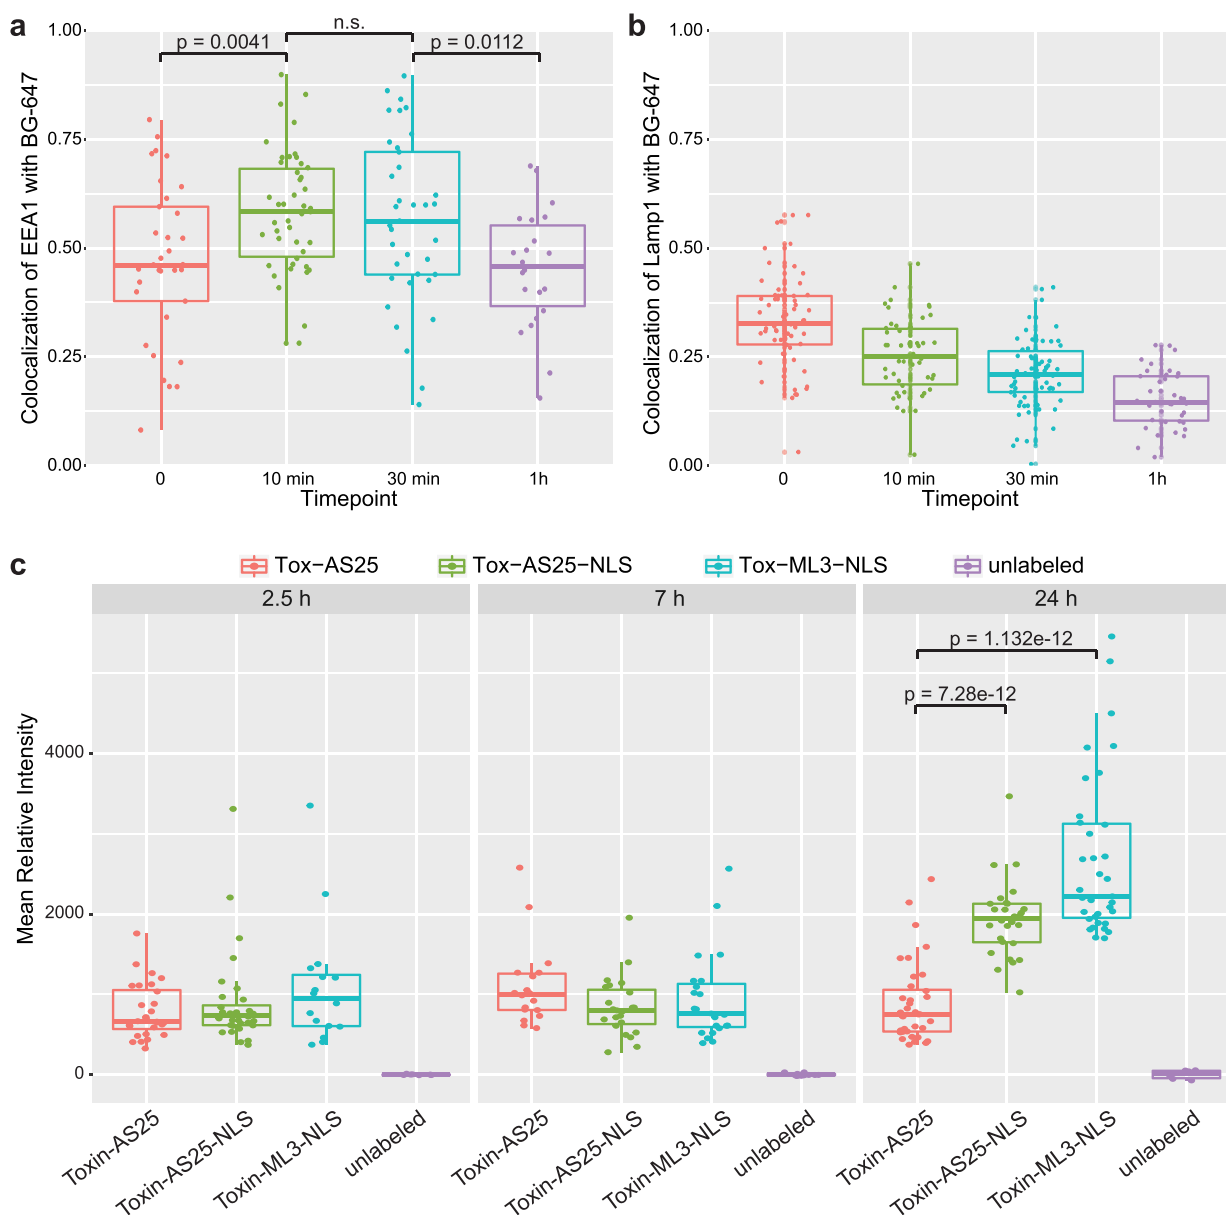 a
n.s.
p = 0.0041
p = 0.0112
Colocalization of EEA1 with BG-647
1.00
0.75
0.50
0.25
0.00
0
10 min
30 min
1h
Timepoint
b
Colocalization of Lamp1 with BG-647
1.00
0.75
0.50
0.25
0.00
0
10 min
30 min
1h
Timepoint
c
Tox−AS25
Tox−AS25−NLS
Tox−ML3−NLS
unlabeled
2.5 h
7 h
24 h
p = 1.132e-12
p = 7.28e-12
Mean Relative Intensity
4000
2000
0
Toxin-AS25
Toxin-AS25-NLS
Toxin-ML3-NLS
unlabeled
Toxin-AS25
Toxin-AS25-NLS
Toxin-ML3-NLS
unlabeled
Toxin-AS25
Toxin-AS25-NLS
Toxin-ML3-NLS
unlabeled